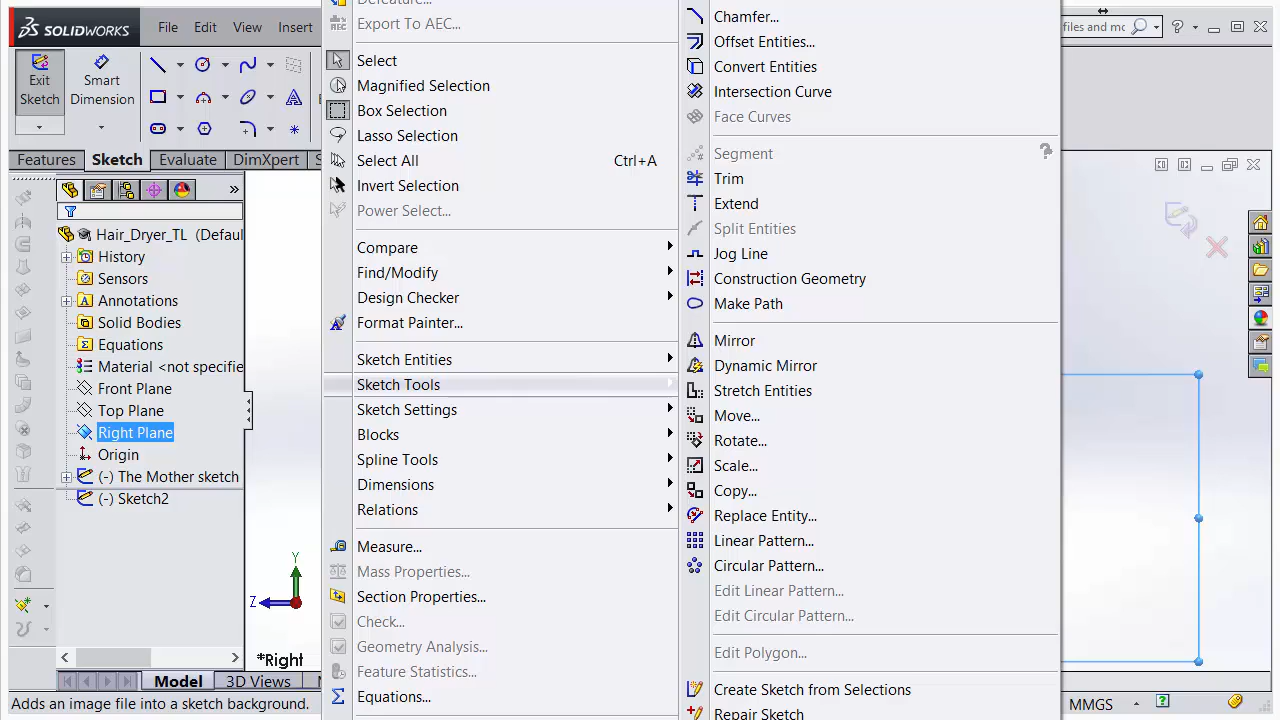 SOLIDWORKS
File Edit View Insert
files and mc
Exit Sketch
Smart Dimension
Features Sketch Evaluate DimXpert S
Hair_Dryer_TL (Defaul
History
Sensors
Annotations
Solid Bodies
Equations
Material <not specifie
Front Plane
Top Plane
Right Plane
Origin
(-) The Mother sketch
(-) Sketch2
Y
Z
*Right
Model 3D Views
Adds an image file into a sketch background.
MMGS
Defeature...
Export To AEC...
Select
Magnified Selection
Box Selection
Lasso Selection
Select All Ctrl+A
Invert Selection
Power Select...
Compare
Find/Modify
Design Checker
Format Painter...
Sketch Entities
Sketch Tools
Sketch Settings
Blocks
Spline Tools
Dimensions
Relations
Measure...
Mass Properties...
Section Properties...
Check...
Geometry Analysis...
Feature Statistics...
Equations...
Chamfer...
Offset Entities...
Convert Entities
Intersection Curve
Face Curves
Segment
Trim
Extend
Split Entities
Jog Line
Construction Geometry
Make Path
Mirror
Dynamic Mirror
Stretch Entities
Move...
Rotate...
Scale...
Copy...
Replace Entity...
Linear Pattern...
Circular Pattern...
Edit Linear Pattern...
Edit Circular Pattern...
Edit Polygon...
Create Sketch from Selections
Repair Sketch